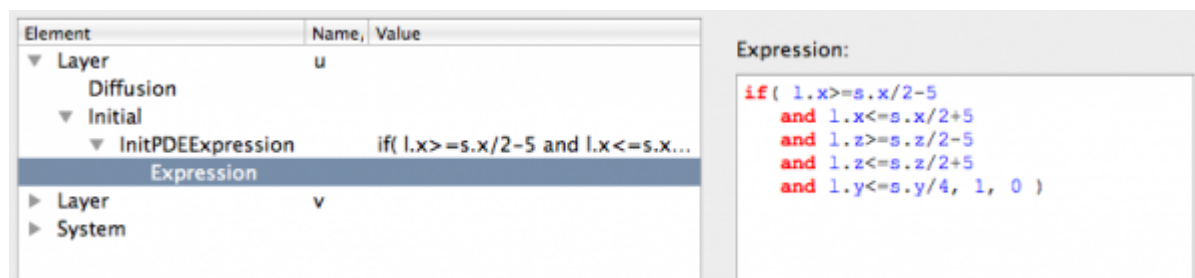 Element Name, Value
Layer u
Diffusion
Initial
InitPDEExpression if( l.x>=s.x/2-5 and l.x<=s.x...
Expression
Layer v
System
Expression:
if( l.x>=s.x/2-5
and l.x<=s.x/2+5
and l.z>=s.z/2-5
and l.z<=s.z/2+5
and l.y<=s.y/4, 1, 0 )